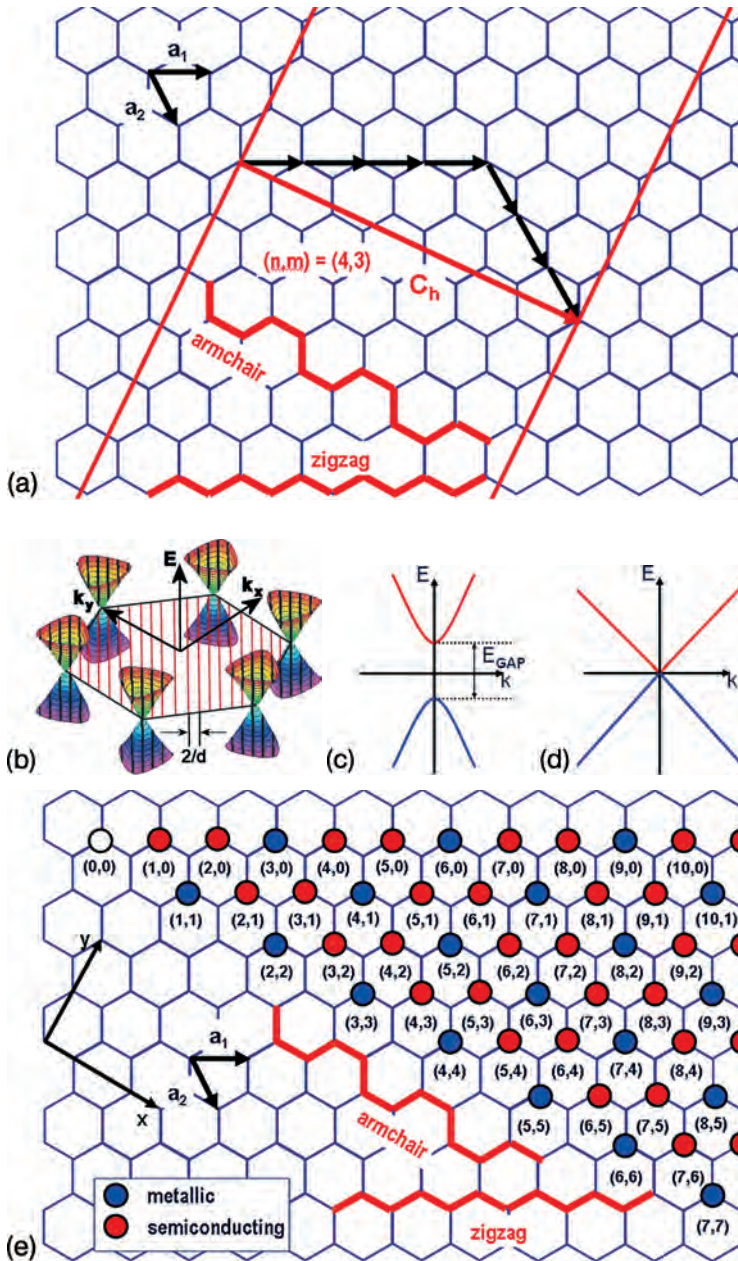 a1
a2
(n,m) = (4,3)
Ch
armchair
zigzag
(a)
E
ky
kx
2/d
(b)
E
EGAP
k
(c)
E
k
(d)
(0,0) (1,0) (2,0) (3,0) (4,0) (5,0) (6,0) (7,0) (8,0) (9,0) (10,0)
(1,1) (2,1) (3,1) (4,1) (5,1) (6,1) (7,1) (8,1) (9,1) (10,1)
(2,2) (3,2) (4,2) (5,2) (6,2) (7,2) (8,2) (9,2)
(3,3) (4,3) (5,3) (6,3) (7,3) (8,3) (9,3)
(4,4) (5,4) (6,4) (7,4) (8,4)
(5,5) (6,5) (7,5) (8,5)
(6,6) (7,6)
(7,7)
y
x
a1
a2
armchair
zigzag
metallic
semiconducting
(e)